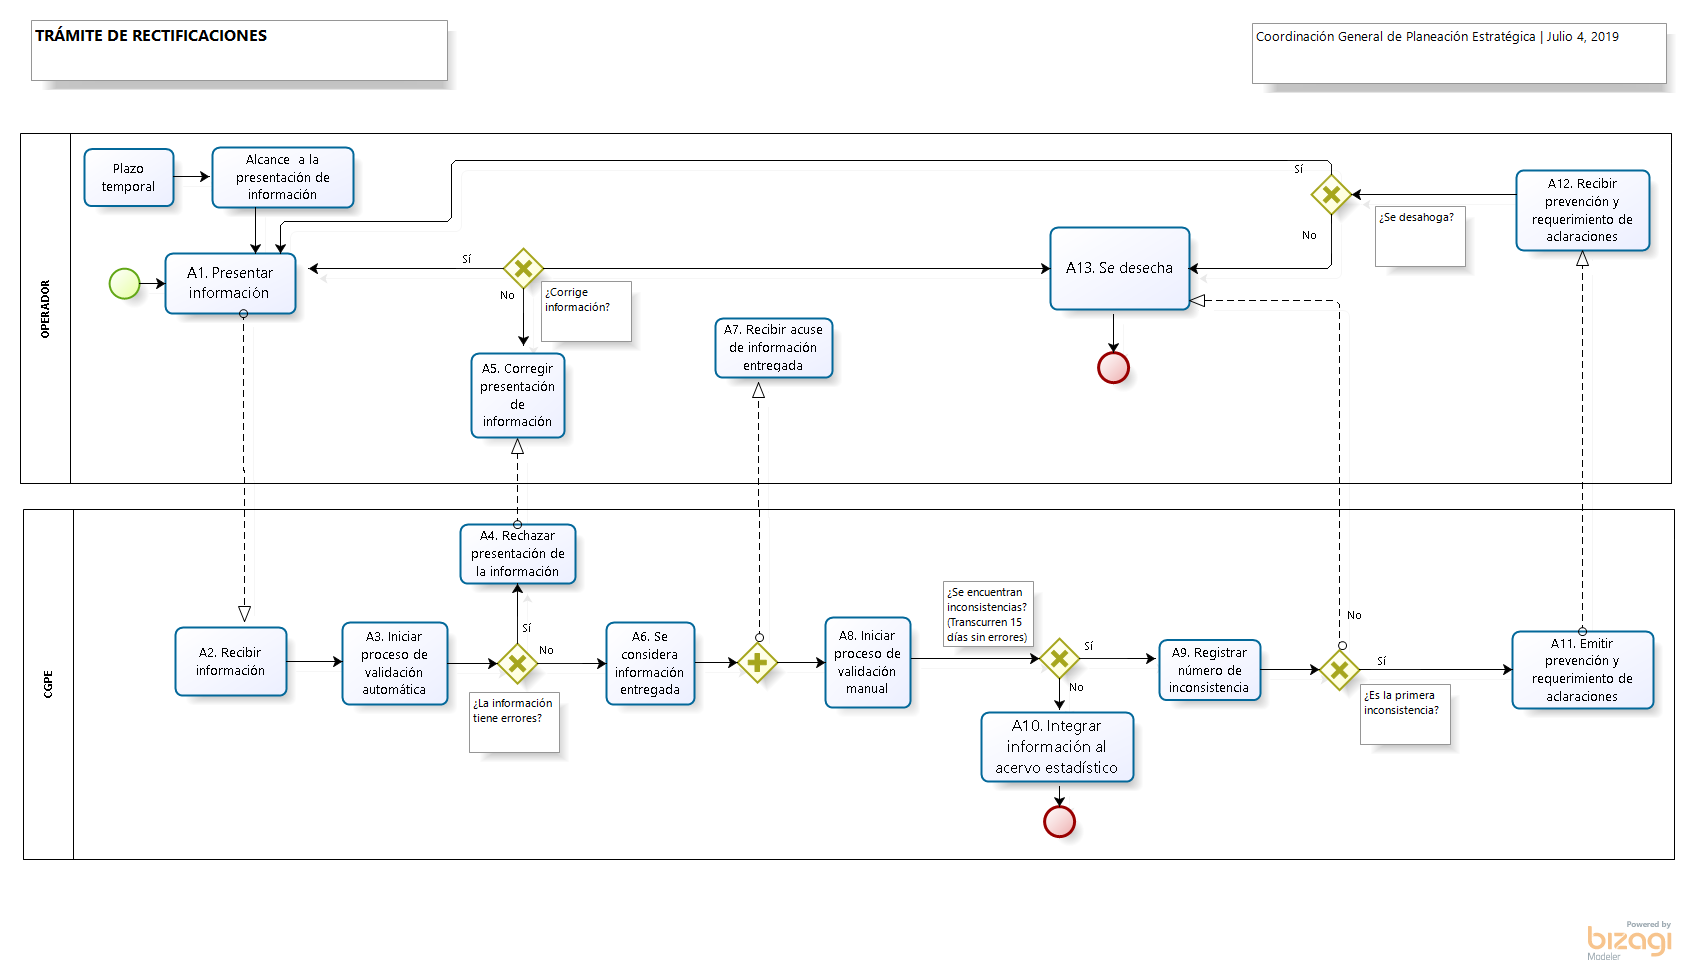 TRÁMITE DE RECTIFICACIONES
Coordinación General de Planeación Estratégica | Julio 4, 2019
OPERADOR
Plazo
temporal
Alcance a la
presentación de
información
A1. Presentar
información
Sí
No
¿Corrige
información?
A5. Corregir
presentación
de
información
A7. Recibir acuse
de información
entregada
A13. Se desecha
Sí
No
¿Se desahoga?
A12. Recibir
prevención y
requerimiento de
aclaraciones
CGPE
A2. Recibir
información
A3. Iniciar
proceso de
validación
automática
A4. Rechazar
presentación de
la información
Sí
No
¿La información
tiene errores?
A6. Se
considera
información
entregada
A8. Iniciar
proceso de
validación
manual
¿Se encuentran
inconsistencias?
(Transcurren 15
días sin errores)
Sí
No
A10. Integrar
información al
acervo estadístico
A9. Registrar
número de
inconsistencia
No
Sí
¿Es la primera
inconsistencia?
A11. Emitir
prevención y
requerimiento de
aclaraciones
Powered by
bizagi
Modeler